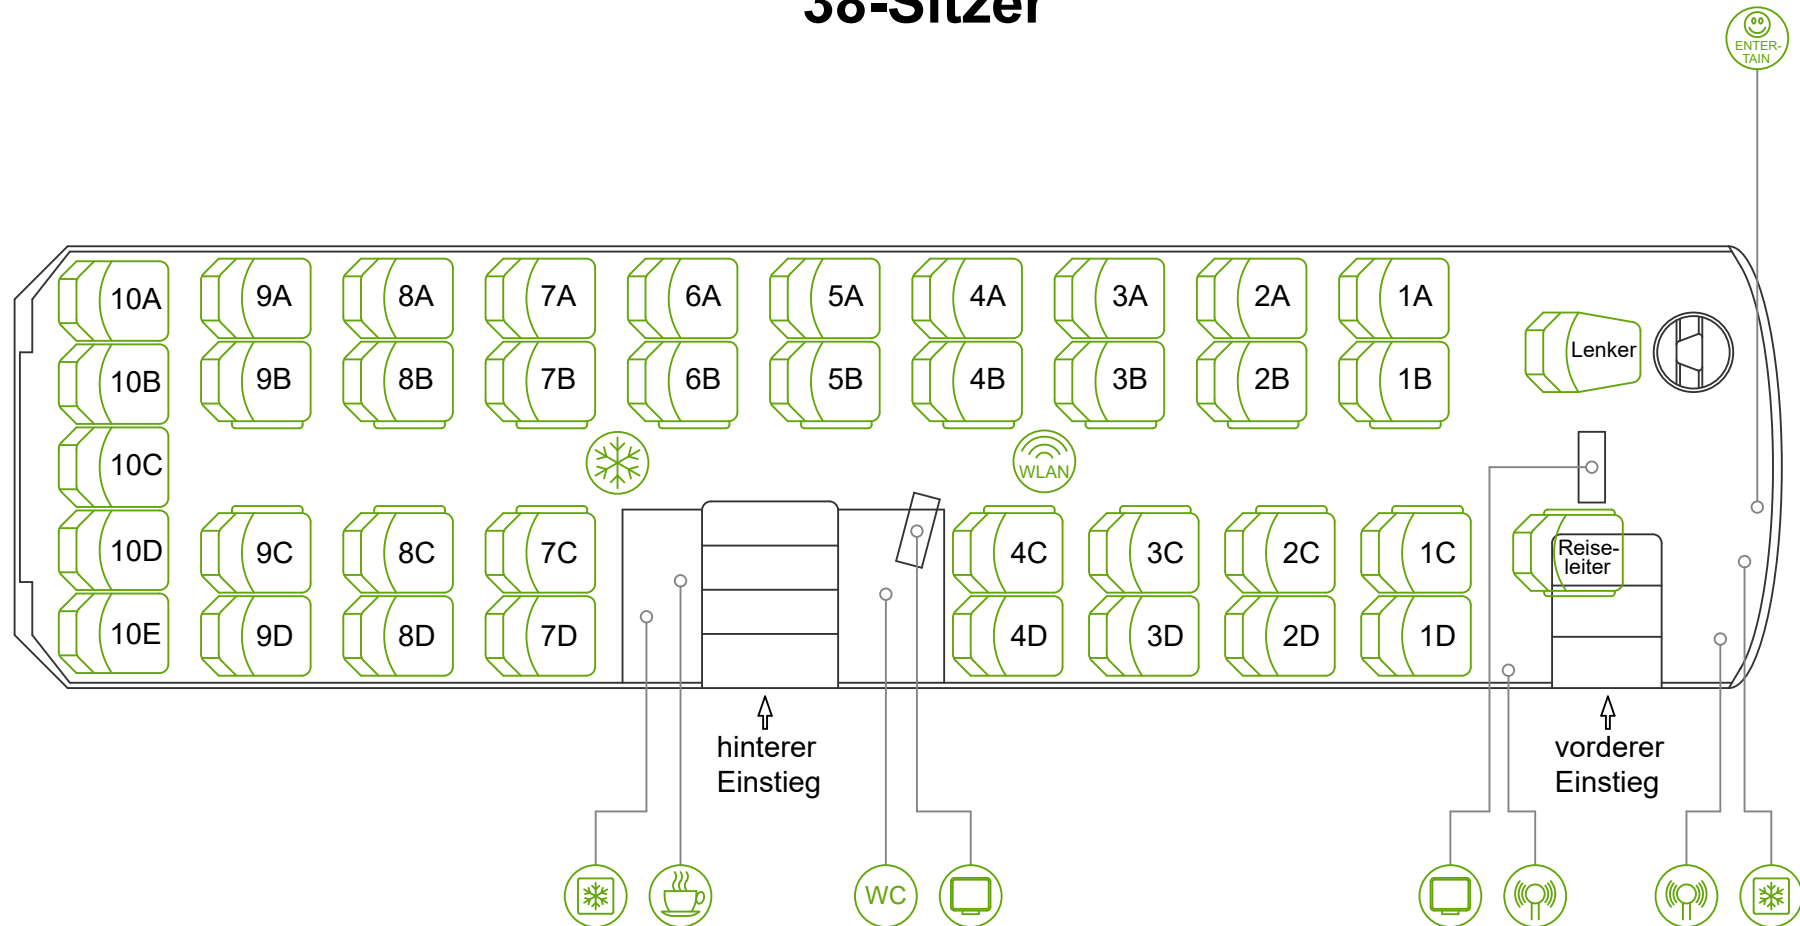 38-Sitzer
ENTER-
TAIN
10A 9A 8A 7A 6A 5A 4A 3A 2A 1A
Lenker
10B 9B 8B 7B 6B 5B 4B 3B 2B 1B
10C
WLAN
10D 9C 8C 7C 4C 3C 2C 1C
Reise-
leiter
10E 9D 8D 7D 4D 3D 2D 1D
hinterer
Einstieg
vorderer
Einstieg
WC